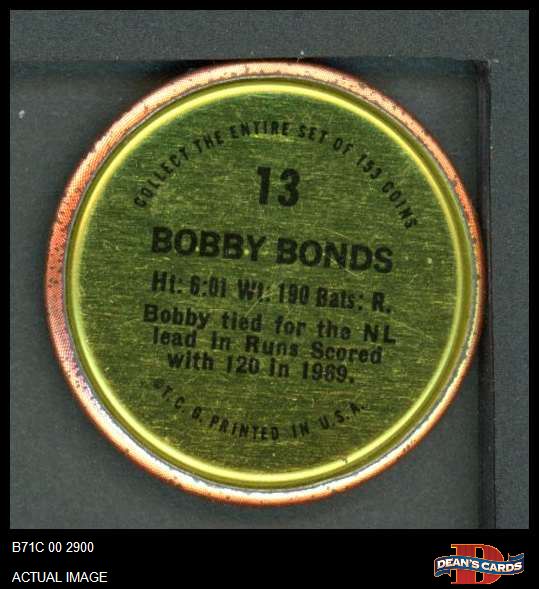 COLLECT THE ENTIRE SET OF 153 COINS
13
BOBBY BONDS
Ht: 6:01 Wt: 190 Bats: R.
Bobby tied for the NL
lead in Runs Scored
with 120 in 1969.
©T. C. G. PRINTED IN U.S.A.
B71C 00 2900
ACTUAL IMAGE
B
DEAN'S CARDS